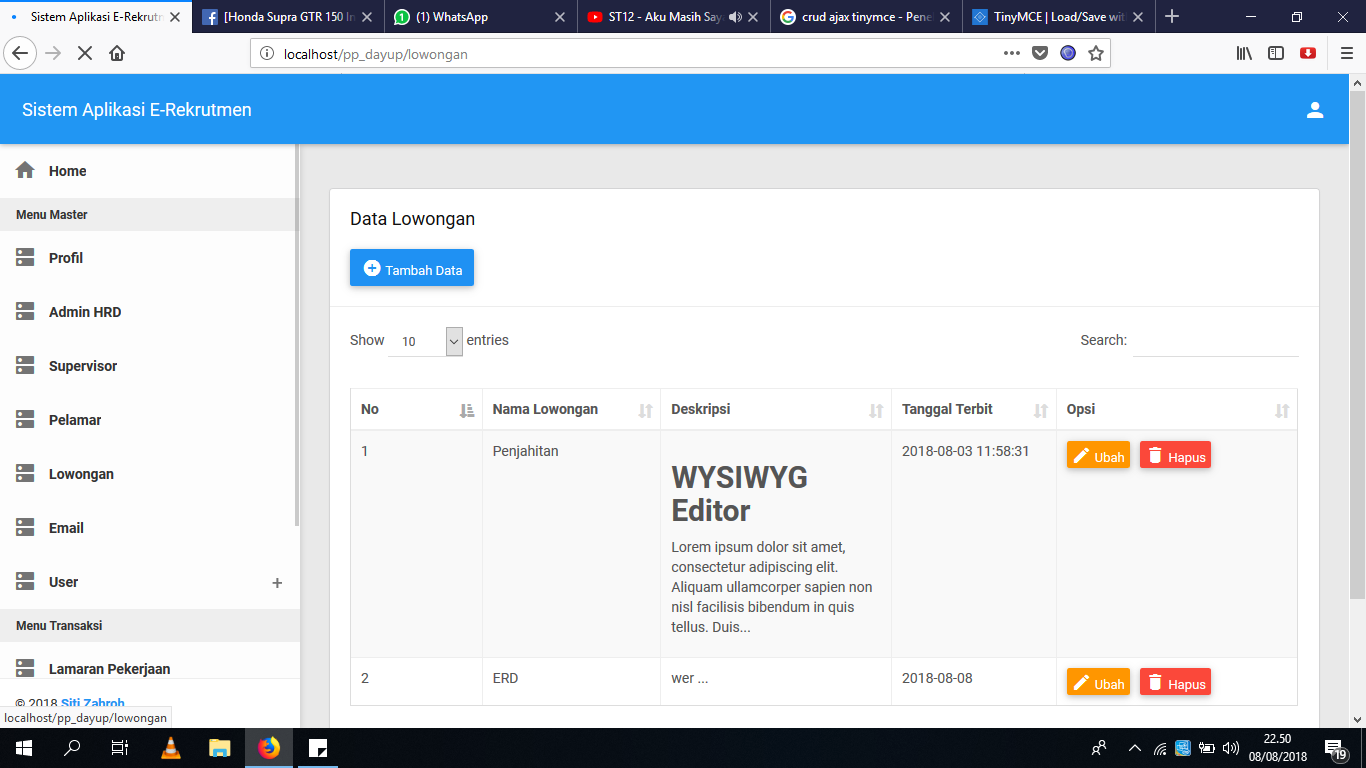 Sistem Aplikasi E-Rekrutm
[Honda Supra GTR 150 In
(1) WhatsApp
ST12 - Aku Masih Say
crud ajax tinymce - Pene
TinyMCE | Load/Save wit
localhost/pp_dayup/lowongan
Sistem Aplikasi E-Rekrutmen
Home
Menu Master
Profil
Admin HRD
Supervisor
Pelamar
Lowongan
Email
User +
Menu Transaksi
Lamaran Pekerjaan
© 2018 Siti Zahroh
localhost/pp_dayup/lowongan
Data Lowongan
Tambah Data
Show 10 entries
Search:
No Nama Lowongan Deskripsi Tanggal Terbit Opsi
1 Penjahitan 2018-08-03 11:58:31 Ubah Hapus
WYSIWYG
Editor
Lorem ipsum dolor sit amet,
consectetur adipiscing elit.
Aliquam ullamcorper sapien non
nisl facilisis bibendum in quis
tellus. Duis...
2 ERD wer ... 2018-08-08 Ubah Hapus
22.50
08/08/2018
19